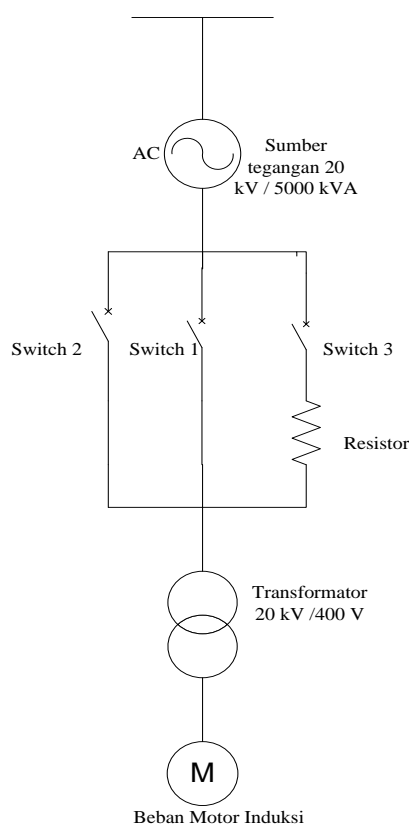 AC
Sumber
tegangan 20
kV / 5000 kVA
Switch 2
Switch 1
Switch 3
Resistor
Transformator
20 kV /400 V
M
Beban Motor Induksi